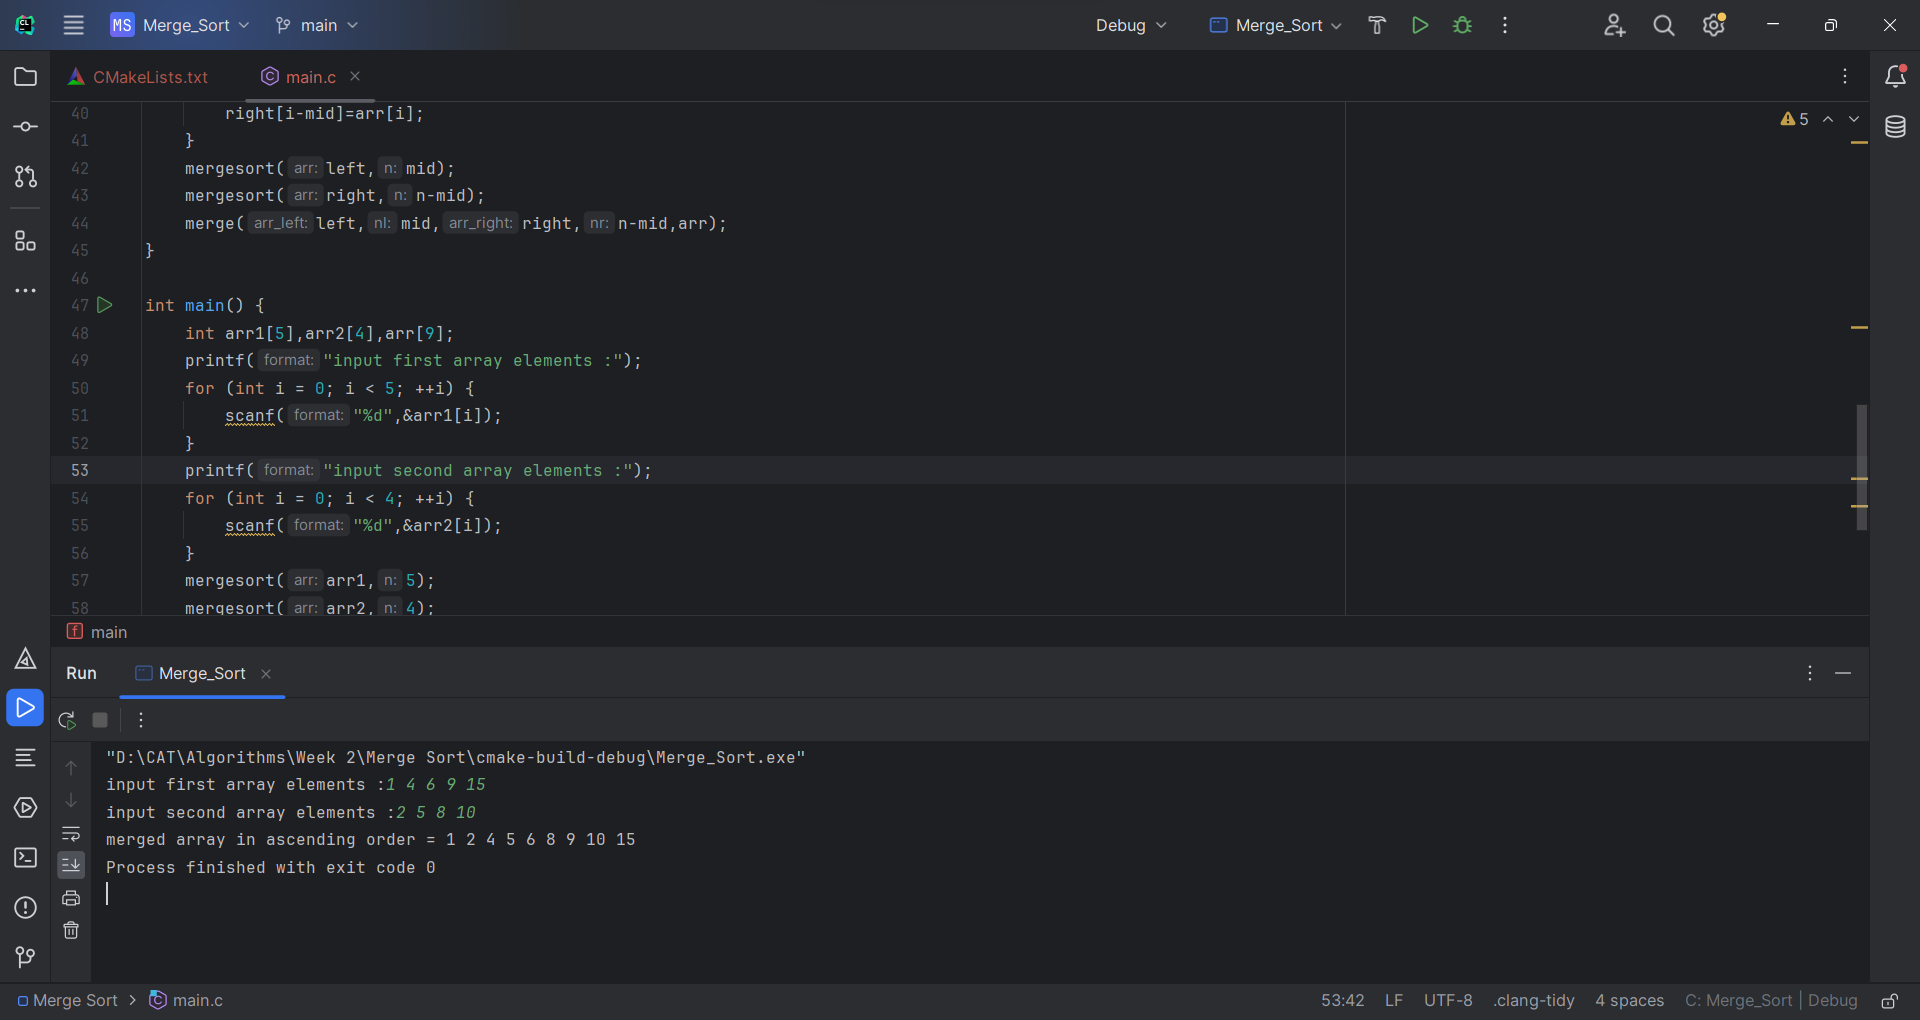 MS Merge_Sort main Debug Merge_Sort
CMakeLists.txt main.c
40 right[i-mid]=arr[i];
5
41 }
42 mergesort( arr: left, n: mid);
43 mergesort( arr: right, n: n-mid);
44 merge( arr_left: left, nl: mid, arr_right: right, nr: n-mid,arr);
45 }
46
47 int main() {
48 int arr1[5],arr2[4],arr[9];
49 printf( format: "input first array elements :");
50 for (int i = 0; i < 5; ++i) {
51 scanf( format: "%d",&arr1[i]);
52 }
53 printf( format: "input second array elements :");
54 for (int i = 0; i < 4; ++i) {
55 scanf( format: "%d",&arr2[i]);
56 }
57 mergesort( arr: arr1, n: 5);
58 mergesort( arr: arr2, n: 4);
f main
Run Merge_Sort
"D:\CAT\Algorithms\Week 2\Merge Sort\cmake-build-debug\Merge_Sort.exe"
input first array elements :1 4 6 9 15
input second array elements :2 5 8 10
merged array in ascending order = 1 2 4 5 6 8 9 10 15
Process finished with exit code 0
Merge Sort main.c 53:42 LF UTF-8 .clang-tidy 4 spaces C: Merge_Sort | Debug